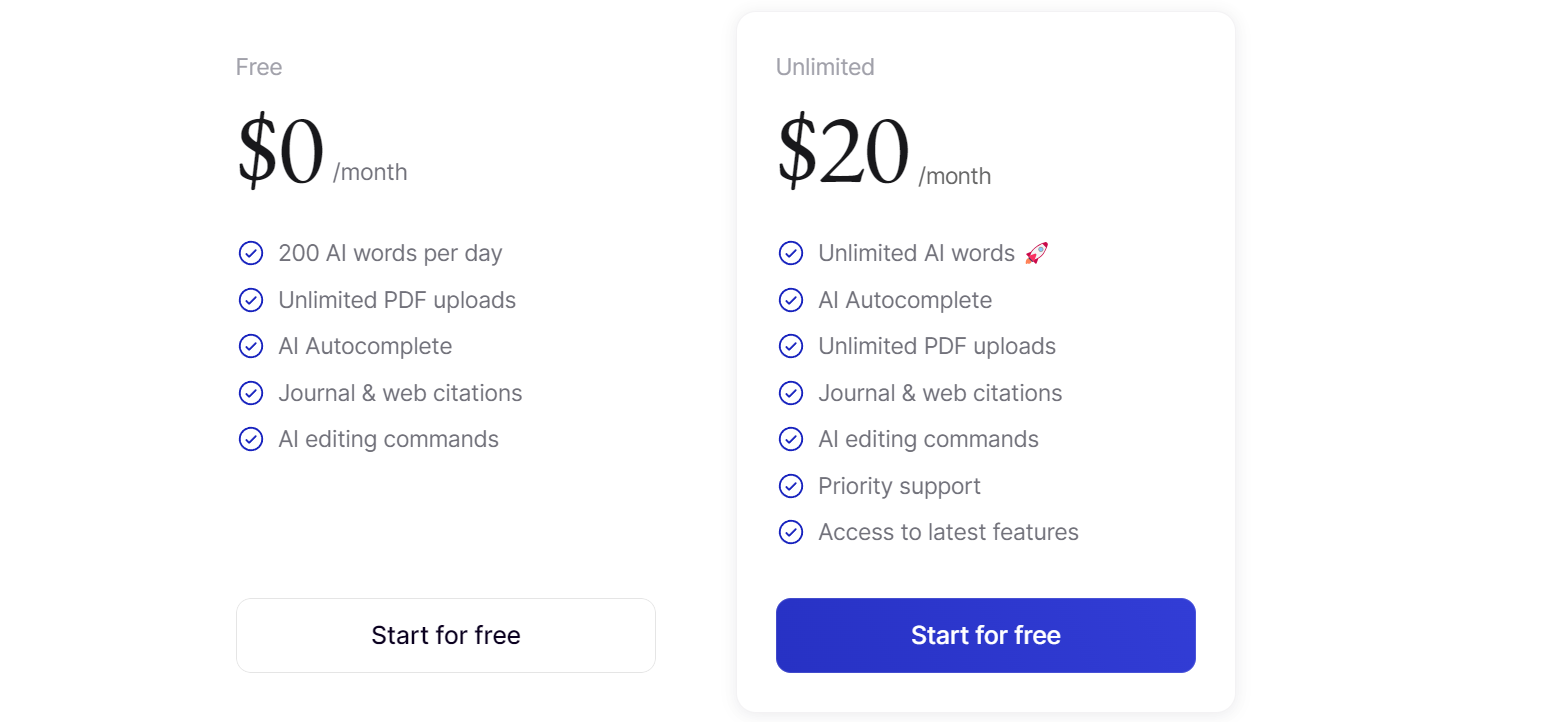 Free
$0 /month
200 AI words per day
Unlimited PDF uploads
AI Autocomplete
Journal & web citations
AI editing commands
Start for free
Unlimited
$20 /month
Unlimited AI words 🚀
AI Autocomplete
Unlimited PDF uploads
Journal & web citations
AI editing commands
Priority support
Access to latest features
Start for free